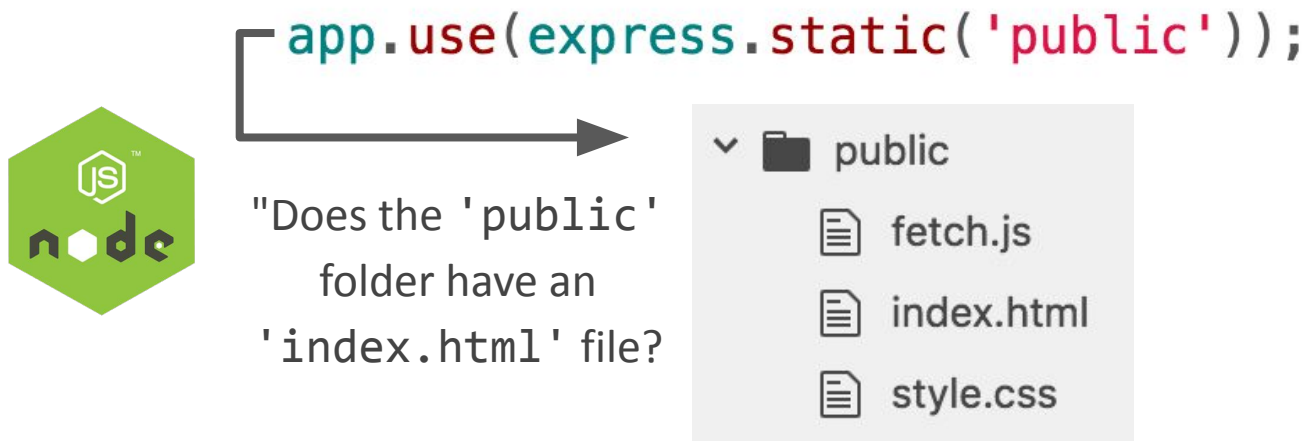 app.use(express.static('public'));
JS
TM
node
"Does the 'public'
folder have an
'index.html' file?
public
fetch.js
index.html
style.css